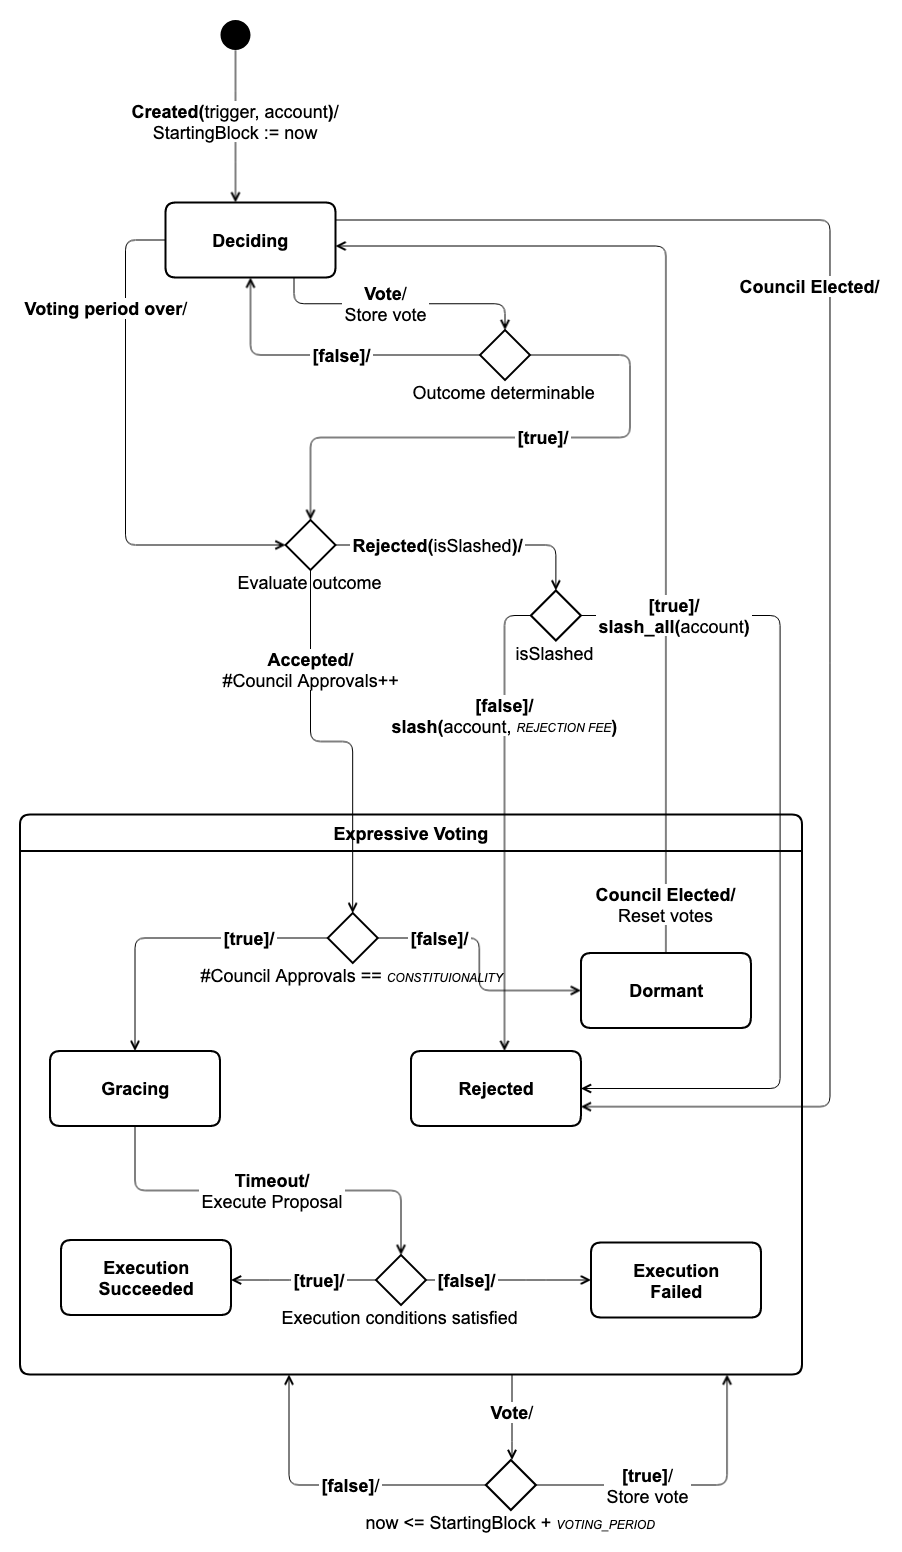 Created(trigger, account)/
StartingBlock := now
Deciding
Council Elected/
Voting period over/
Vote/
Store vote
[false]/
Outcome determinable
[true]/
Rejected(isSlashed)/
Evaluate outcome
[true]/
slash_all(account)
isSlashed
Accepted/
#Council Approvals++
[false]/
slash(account, REJECTION FEE)
Expressive Voting
Council Elected/
Reset votes
[true]/
[false]/
#Council Approvals == CONSTITUIONALITY
Dormant
Gracing
Rejected
Timeout/
Execute Proposal
Execution
Succeeded
[true]/
[false]/
Execution
Failed
Execution conditions satisfied
Vote/
[false]/
[true]/
Store vote
now <= StartingBlock + VOTING_PERIOD